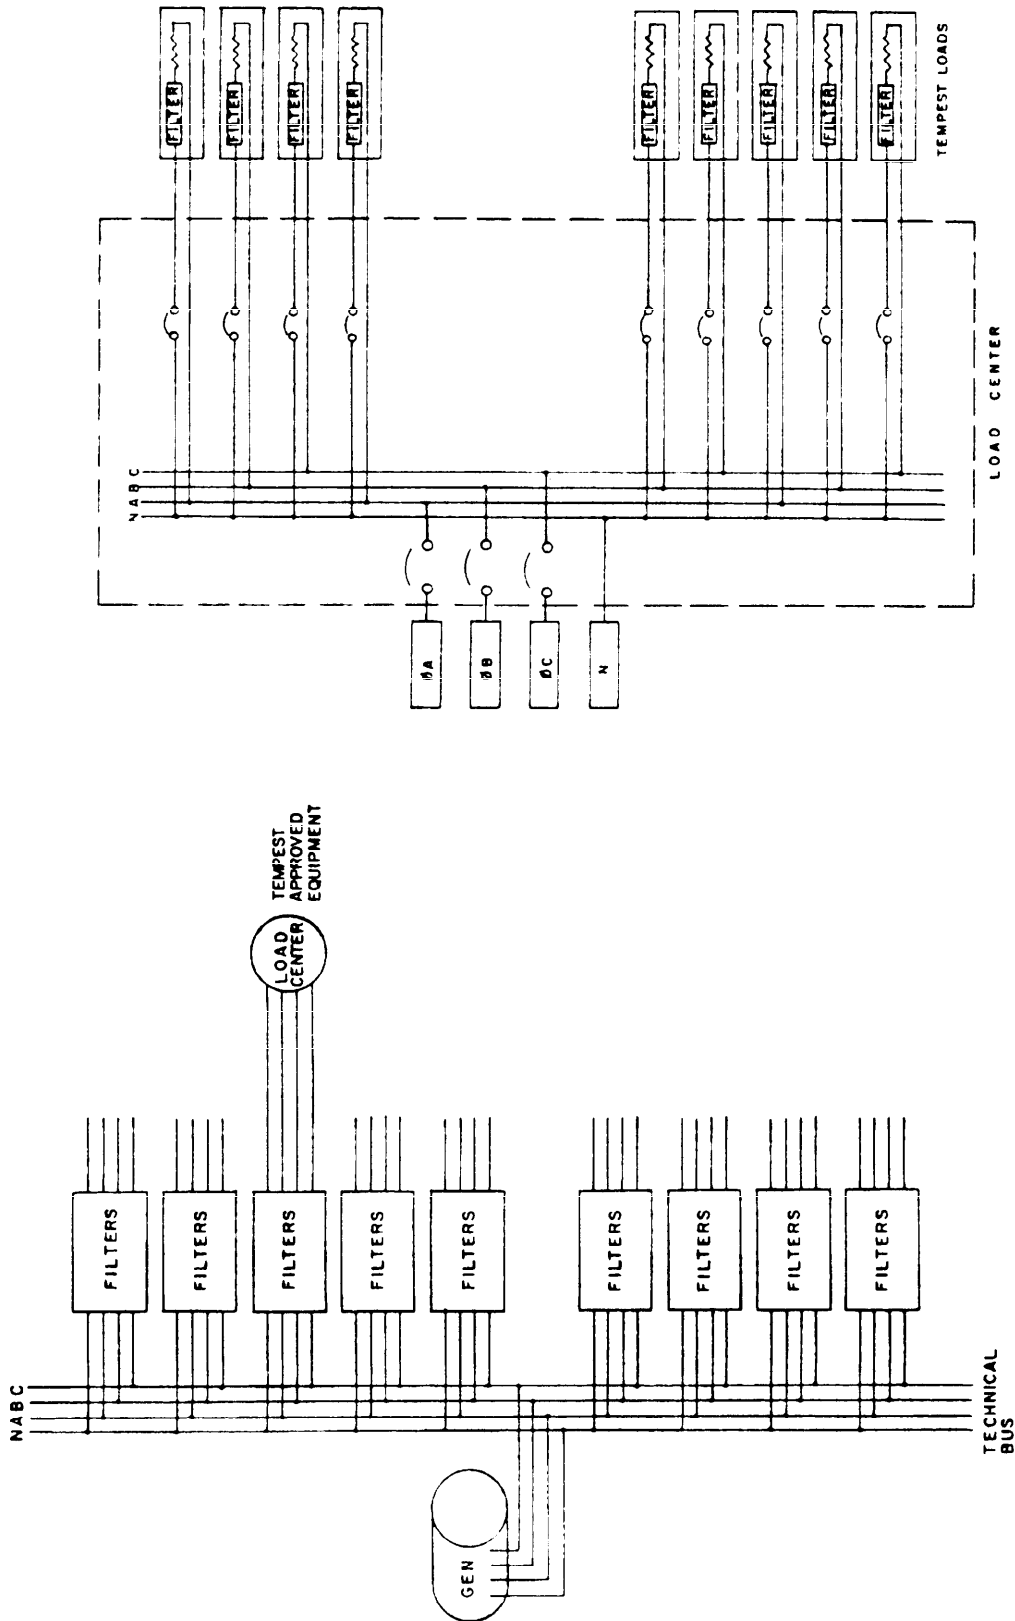 FILTER
FILTER
FILTER
FILTER
FILTER
FILTER
FILTER
FILTER
FILTER
TEMPEST LOADS
N A B C
LOAD CENTER
ØA
ØB
ØC
N
LOAD
CENTER
TEMPEST
APPROVED
EQUIPMENT
FILTERS
FILTERS
FILTERS
FILTERS
FILTERS
FILTERS
FILTERS
FILTERS
FILTERS
NABC
TECHNICAL
BUS
GEN